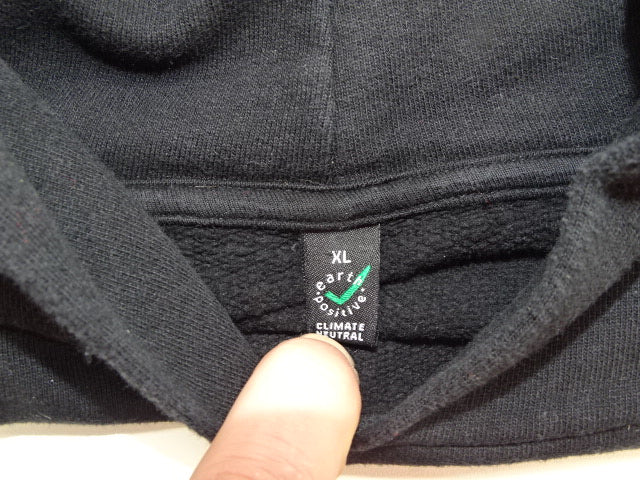 XL
earth
positive
CLIMATE
NEUTRAL